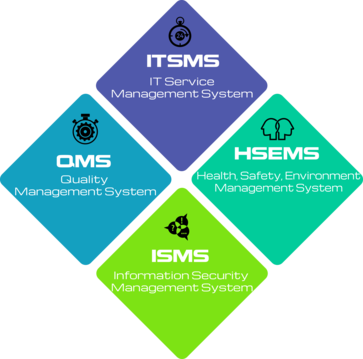 ITSMS
IT Service
Management System
QMS
Quality
Management System
HSEMS
Health, Safety, Environment
Management System
ISMS
Information Security
Management System